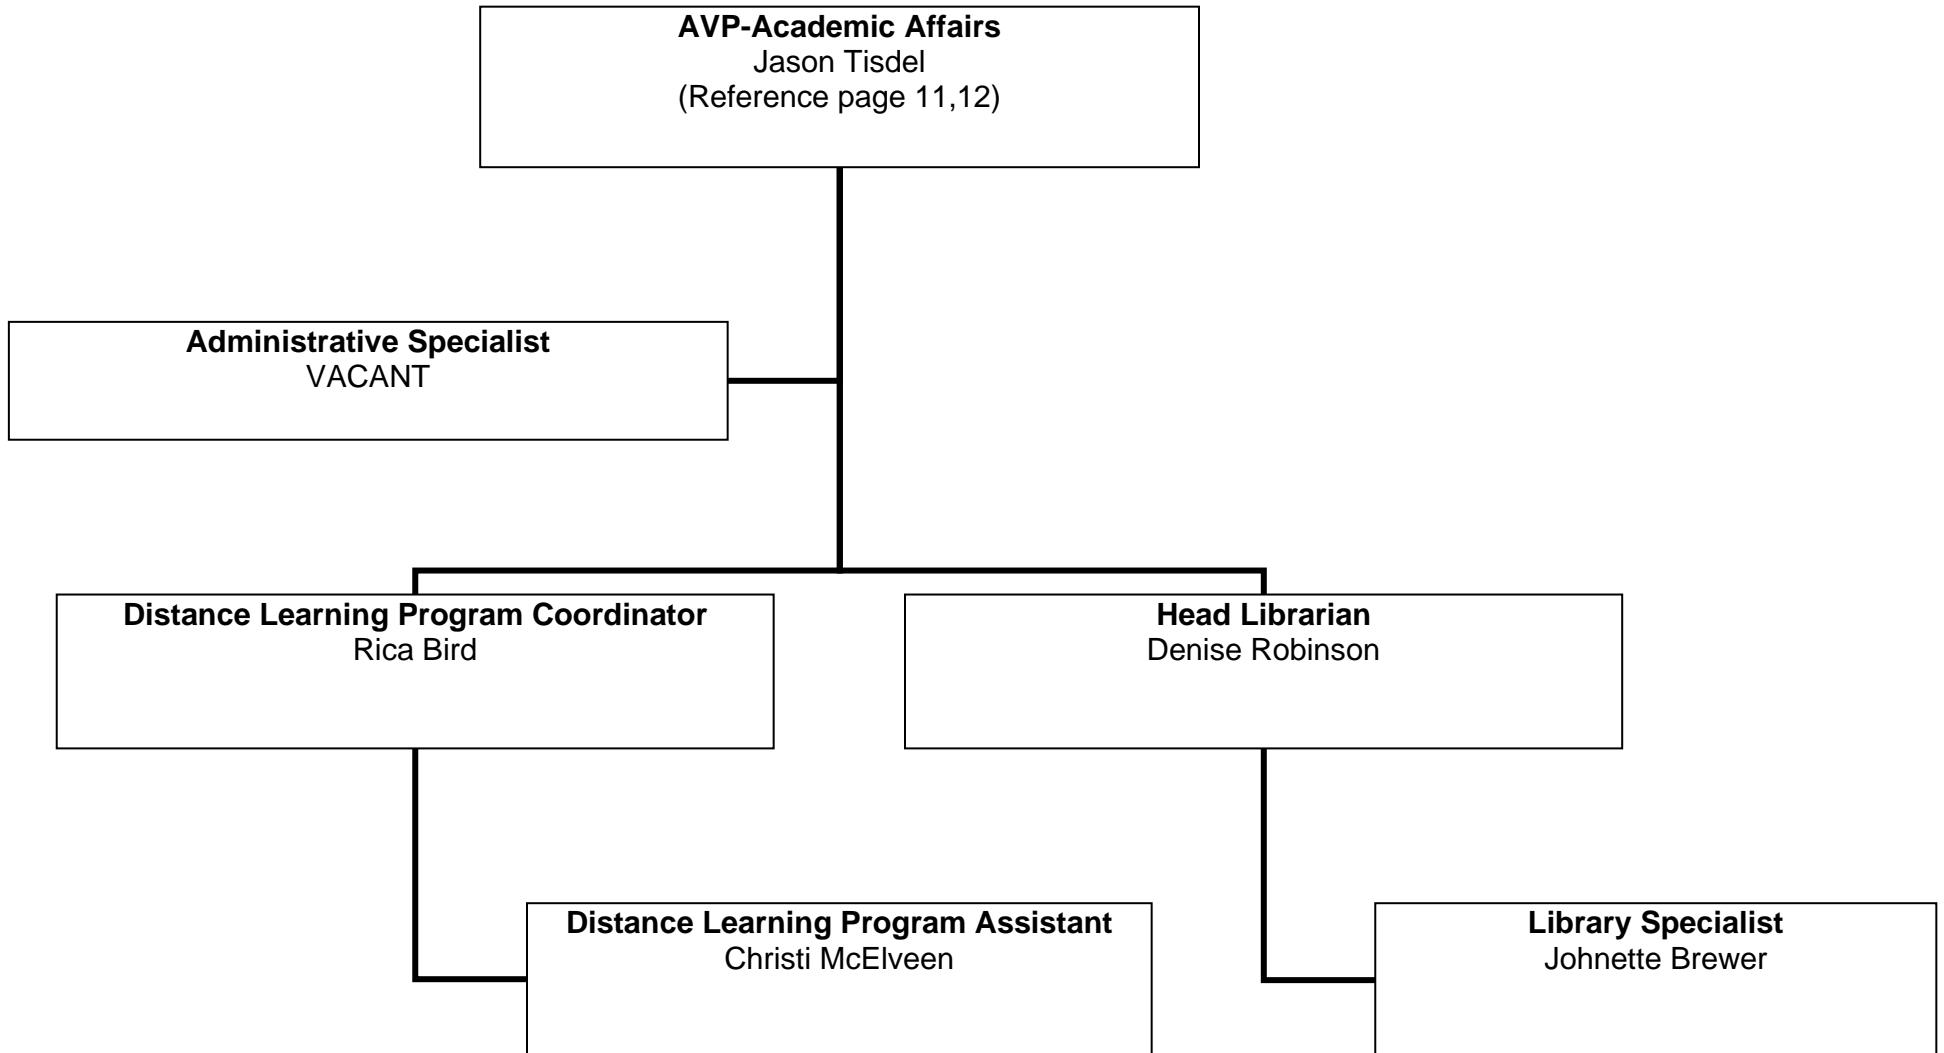 AVP-Academic Affairs
Jason Tisdel
(Reference page 11,12)
Administrative Specialist
VACANT
Distance Learning Program Coordinator
Rica Bird
Head Librarian
Denise Robinson
Distance Learning Program Assistant
Christi McElveen
Library Specialist
Johnette Brewer